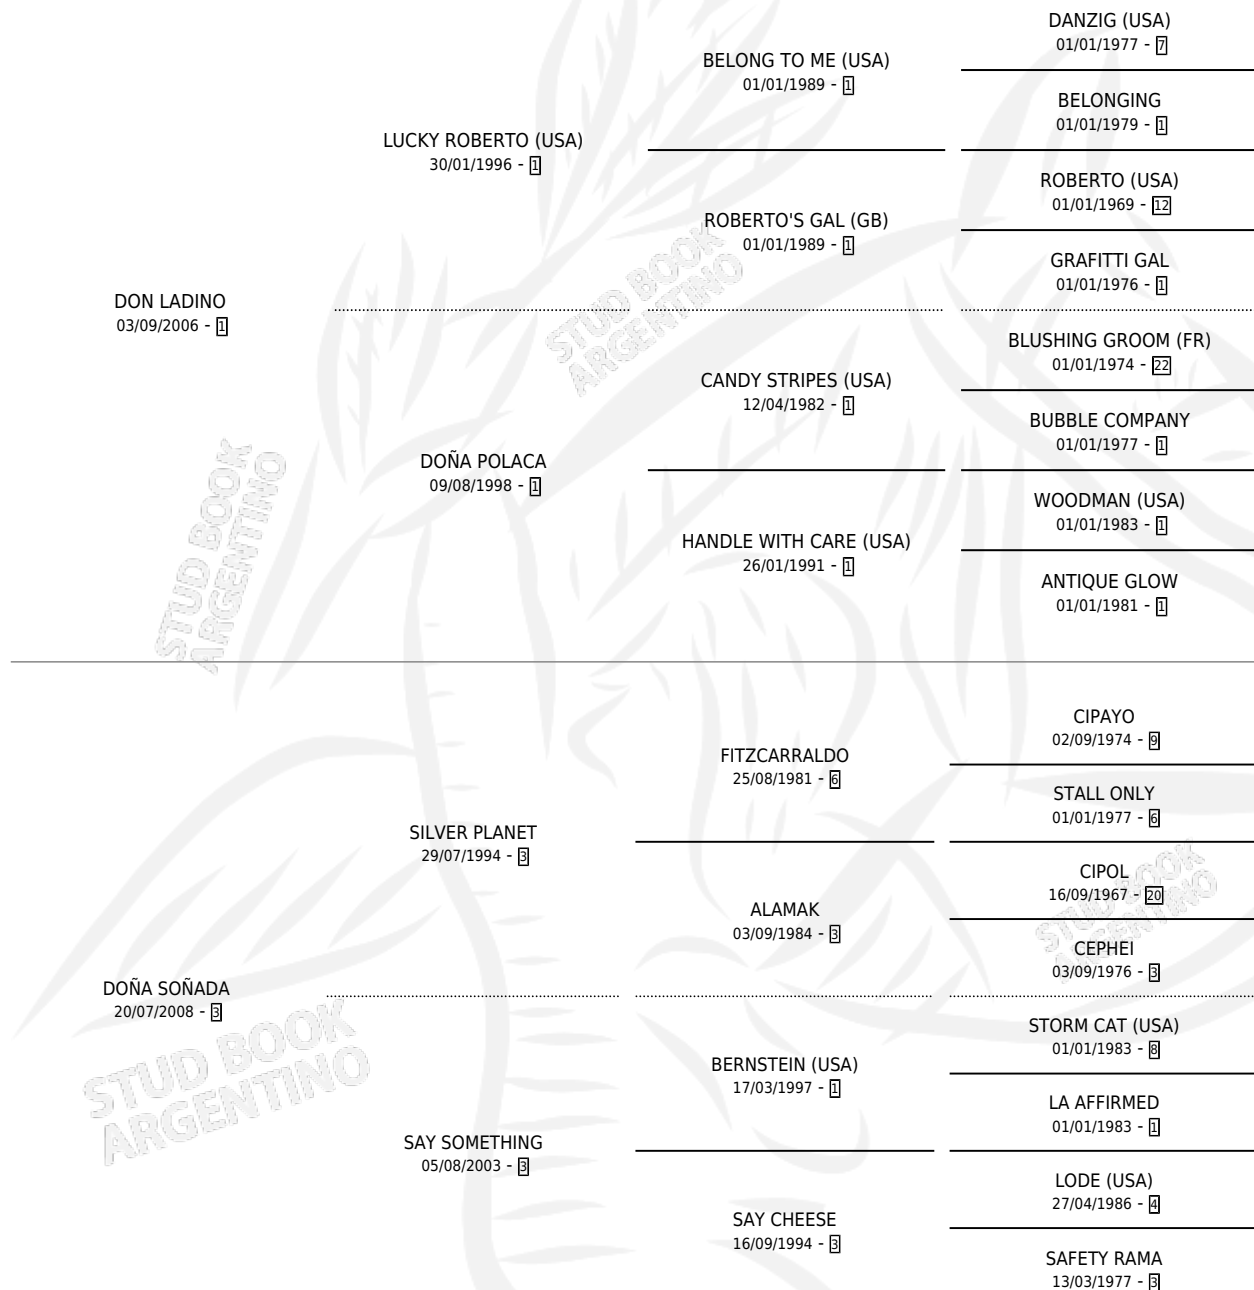 DANZIG (USA)
01/01/1977 - 7
BELONG TO ME (USA)
01/01/1989 - 1
BELONGING
01/01/1979 - 1
LUCKY ROBERTO (USA)
30/01/1996 - 1
ROBERTO (USA)
01/01/1969 - 12
ROBERTO'S GAL (GB)
01/01/1989 - 1
GRAFITTI GAL
01/01/1976 - 1
DON LADINO
03/09/2006 - 1
STUD BOOK
ARGENTINO
BLUSHING GROOM (FR)
01/01/1974 - 22
CANDY STRIPES (USA)
12/04/1982 - 1
BUBBLE COMPANY
01/01/1977 - 1
DOÑA POLACA
09/08/1998 - 1
WOODMAN (USA)
01/01/1983 - 1
HANDLE WITH CARE (USA)
26/01/1991 - 1
ANTIQUE GLOW
01/01/1981 - 1
STUD BOOK
ARGENTINO
CIPAYO
02/09/1974 - 9
FITZCARRALDO
25/08/1981 - 6
STALL ONLY
01/01/1977 - 6
SILVER PLANET
29/07/1994 - 3
CIPOL
16/09/1967 - 20
STUD BOOK
ARGENTINO
ALAMAK
03/09/1984 - 3
CEPHEI
03/09/1976 - 3
DOÑA SOÑADA
20/07/2008 - 3
STORM CAT (USA)
01/01/1983 - 8
BERNSTEIN (USA)
17/03/1997 - 1
LA AFFIRMED
01/01/1983 - 1
STUD BOOK
ARGENTINO
SAY SOMETHING
05/08/2003 - 3
LODE (USA)
27/04/1986 - 4
SAY CHEESE
16/09/1994 - 3
SAFETY RAMA
13/03/1977 - 3